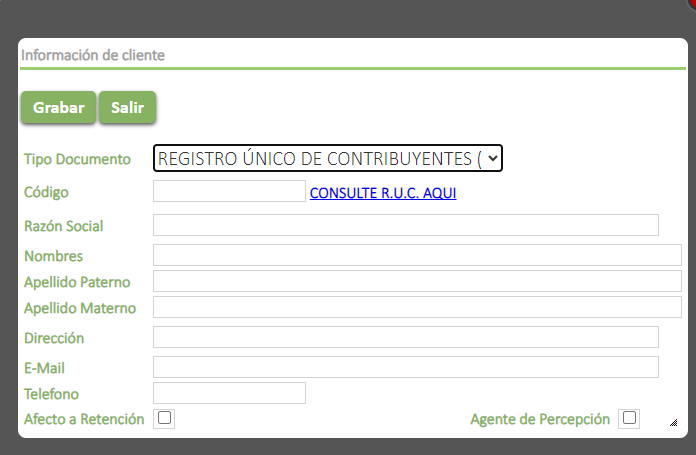 Información de cliente
Grabar Salir
Tipo Documento REGISTRO ÚNICO DE CONTRIBUYENTES (
Código CONSULTE R.U.C. AQUI
Razón Social
Nombres
Apellido Paterno
Apellido Materno
Dirección
E-Mail
Telefono
Afecto a Retención Agente de Percepción